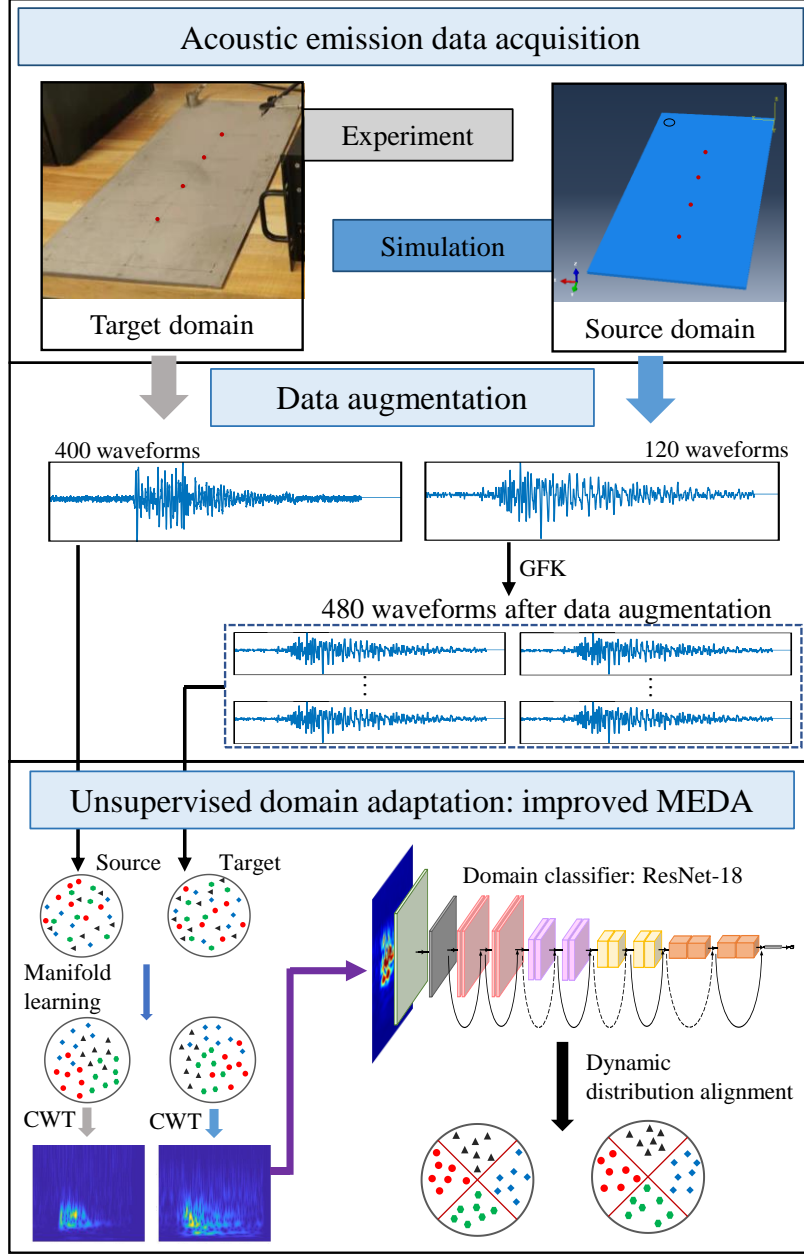 Acoustic emission data acquisition
Experiment
Simulation
Target domain
Source domain
Data augmentation
400 waveforms
120 waveforms
GFK
480 waveforms after data augmentation
Unsupervised domain adaptation: improved MEDA
Source
Target
Domain classifier: ResNet-18
Manifold
learning
CWT
CWT
Dynamic
distribution alignment